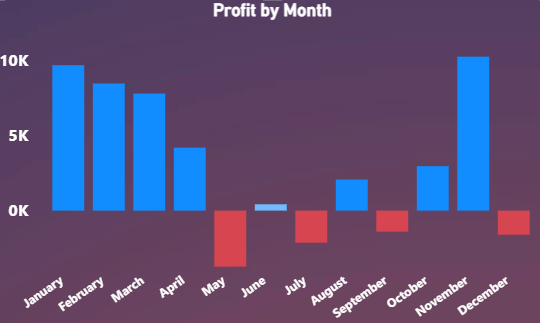 Profit by Month
10K
5K
0K
January
February
March
April
May
June
July
August
September
October
November
December